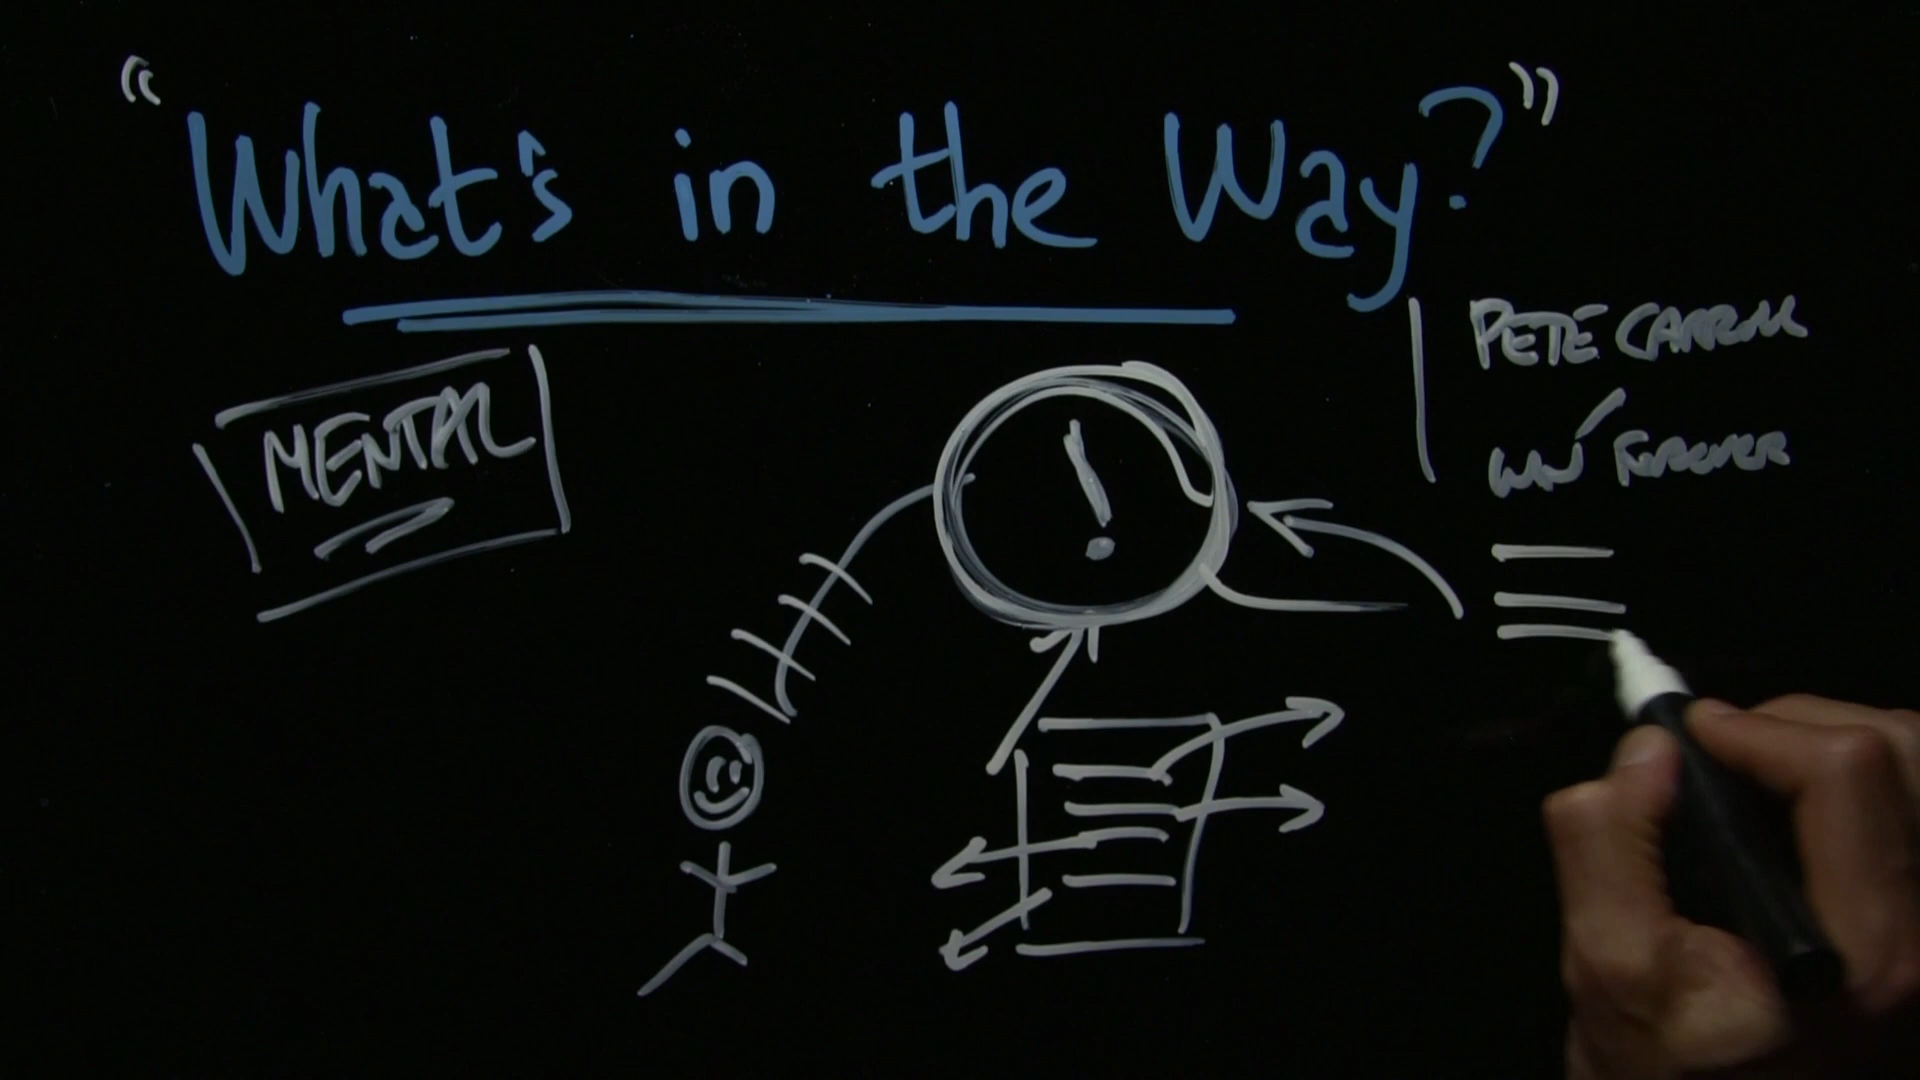 "What's in the Way?"
MENTAL
PETE CARROLL
WIN FOREVER
!